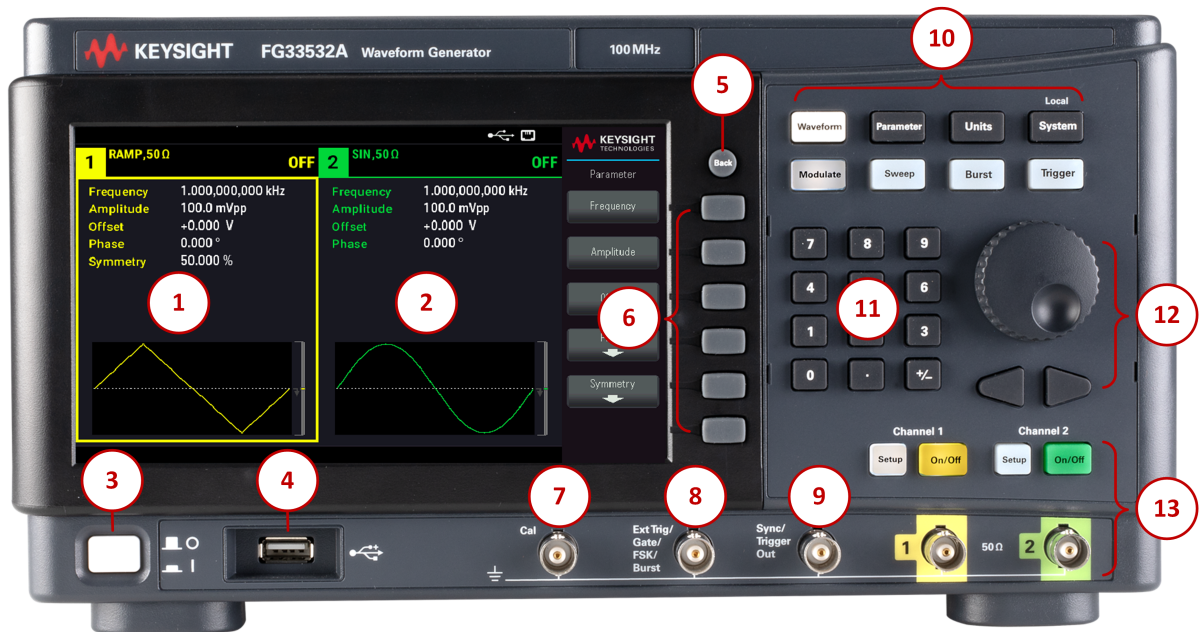 KEYSIGHT FG33532A Waveform Generator 100 MHz
10
5
Local
Waveform Parameter Units System
Modulate Sweep Burst Trigger
Back
1 RAMP,50 Ω OFF
Frequency 1.000,000,000 kHz
Amplitude 100.0 mVpp
Offset +0.000 V
Phase 0.000 °
Symmetry 50.000 %
1
2 SIN,50 Ω OFF
Frequency 1.000,000,000 kHz
Amplitude 100.0 mVpp
Offset +0.000 V
Phase 0.000 °
2
KEYSIGHT
TECHNOLOGIES
Parameter
Frequency
Amplitude
Symmetry
6
7 8 9
4 6
11
1 3
0 . +/-
12
Channel 1 Channel 2
Setup On/Off Setup On/Off
3 4 7 8 9 13
Cal
Ext Trig/
Gate/
FSK/
Burst
Sync/
Trigger
Out
1 50 Ω 2